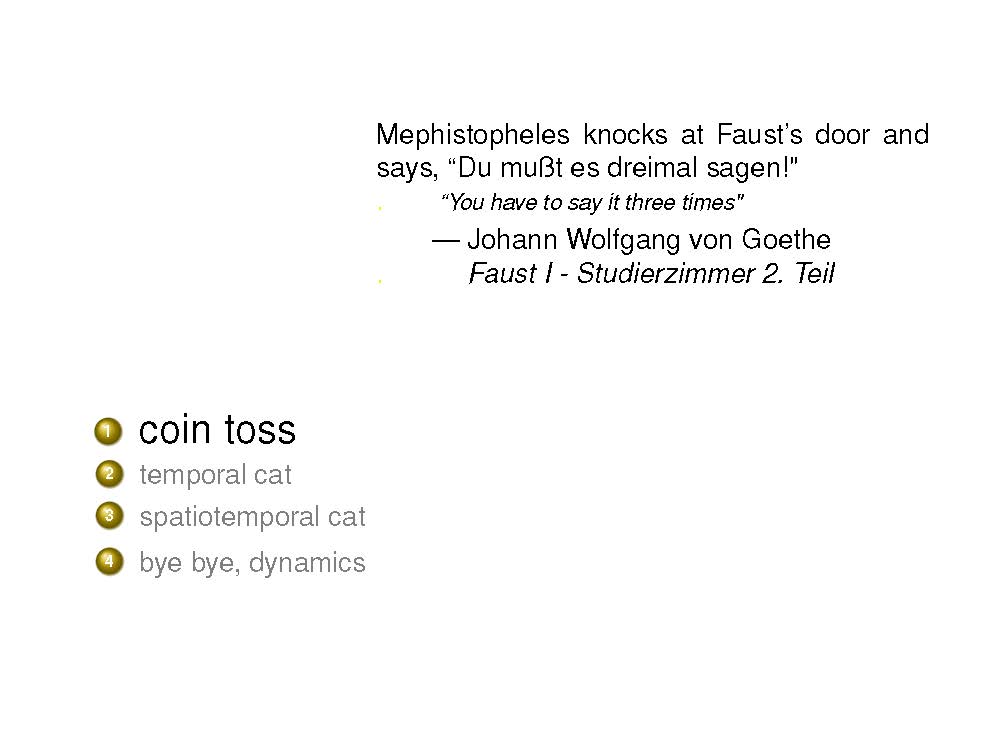 Mephistopheles knocks at Faust's door and
says, “Du mußt es dreimal sagen!"
. “You have to say it three times"
— Johann Wolfgang von Goethe
. Faust I - Studierzimmer 2. Teil
1 coin toss
2 temporal cat
3 spatiotemporal cat
4 bye bye, dynamics